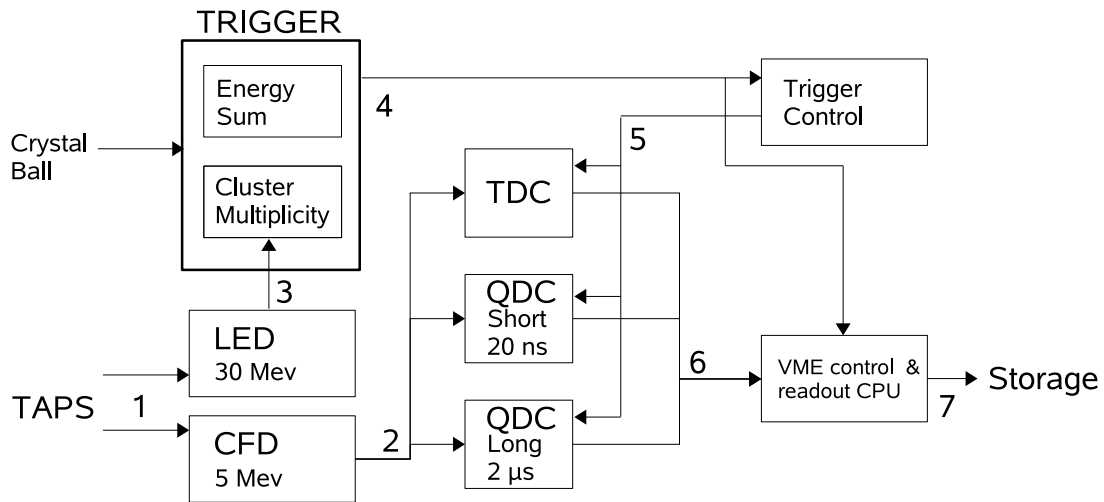 TRIGGER
Energy
Sum
4
Trigger
Control
Crystal
Ball
5
Cluster
Multiplicity
TDC
3
QDC
Short
20 ns
LED
30 Mev
6
VME control &
readout CPU
Storage
7
TAPS
1
2
QDC
Long
2 µs
CFD
5 Mev